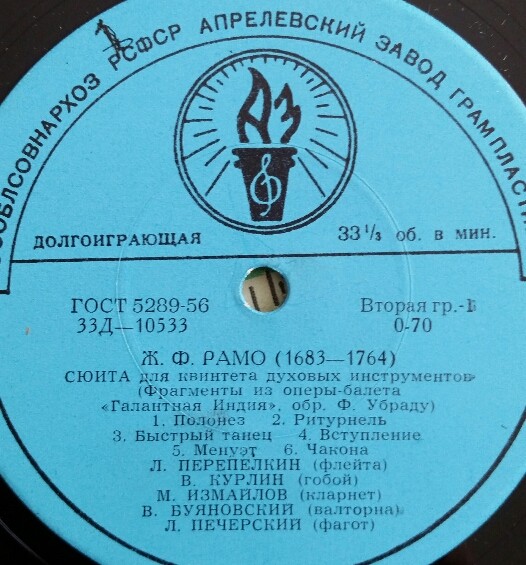 ООБЛСОВНАРХОЗ РСФСР АПРЕЛЕВСКИЙ ЗАВОД ГРАМПЛАСТИ
АЗ
ДОЛГОИГРАЮЩАЯ 33 1/3 об. в мин.
ГОСТ 5289-56 Вторая гр.-
33Д—10533 0-70
Ж. Ф. РАМО (1683—1764)
СЮИТА для квинтета духовых инструментов
(Фрагменты из оперы-балета
«Галантная Индия», обр. Ф. Убраду)
1. Полонез 2. Ритурнель
3. Быстрый танец 4. Вступление
5. Менуэт 6. Чакона
Л. ПЕРЕПЕЛКИН (флейта)
В. КУРЛИН (гобой)
М. ИЗМАЙЛОВ (кларнет)
В. БУЯНОВСКИЙ (валторна)
Л. ПЕЧЕРСКИЙ (фагот)